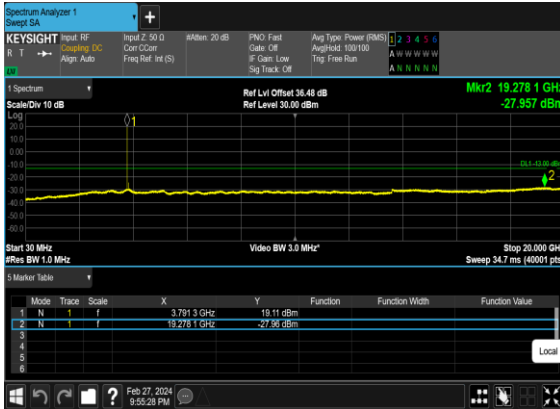 Spectrum Analyzer 1
Swept SA
+
KEYSIGHT
R T
Input: RF
Coupling: DC
Align: Auto
Input Z: 50 Ω
Corr CCorr
Freq Ref: Int (S)
#Atten: 20 dB
PNO: Fast
Gate: Off
IF Gain: Low
Sig Track: Off
Avg Type: Power (RMS)
Avg|Hold: 100/100
Trig: Free Run
1 2 3 4 5 6
A W W W W W
A N N N N N
1 Spectrum
Scale/Div 10 dB
Ref Lvl Offset 36.48 dB
Ref Level 30.00 dBm
Mkr2 19.278 1 GHz
-27.957 dBm
Log
20.0
10.0
0.00
-10.0
-20.0
-30.0
-40.0
-50.0
-60.0
1
DL1 -13.00 dBm
2
Start 30 MHz
#Res BW 1.0 MHz
Video BW 3.0 MHz*
Stop 20.000 GHz
Sweep 34.7 ms (40001 pts)
5 Marker Table
Mode Trace Scale X Y Function Function Width Function Value
1 N 1 f 3.791 3 GHz 19.11 dBm
2 N 1 f 19.278 1 GHz -27.96 dBm
3
4
5
6
Local
?
Feb 27, 2024
9:55:28 PM